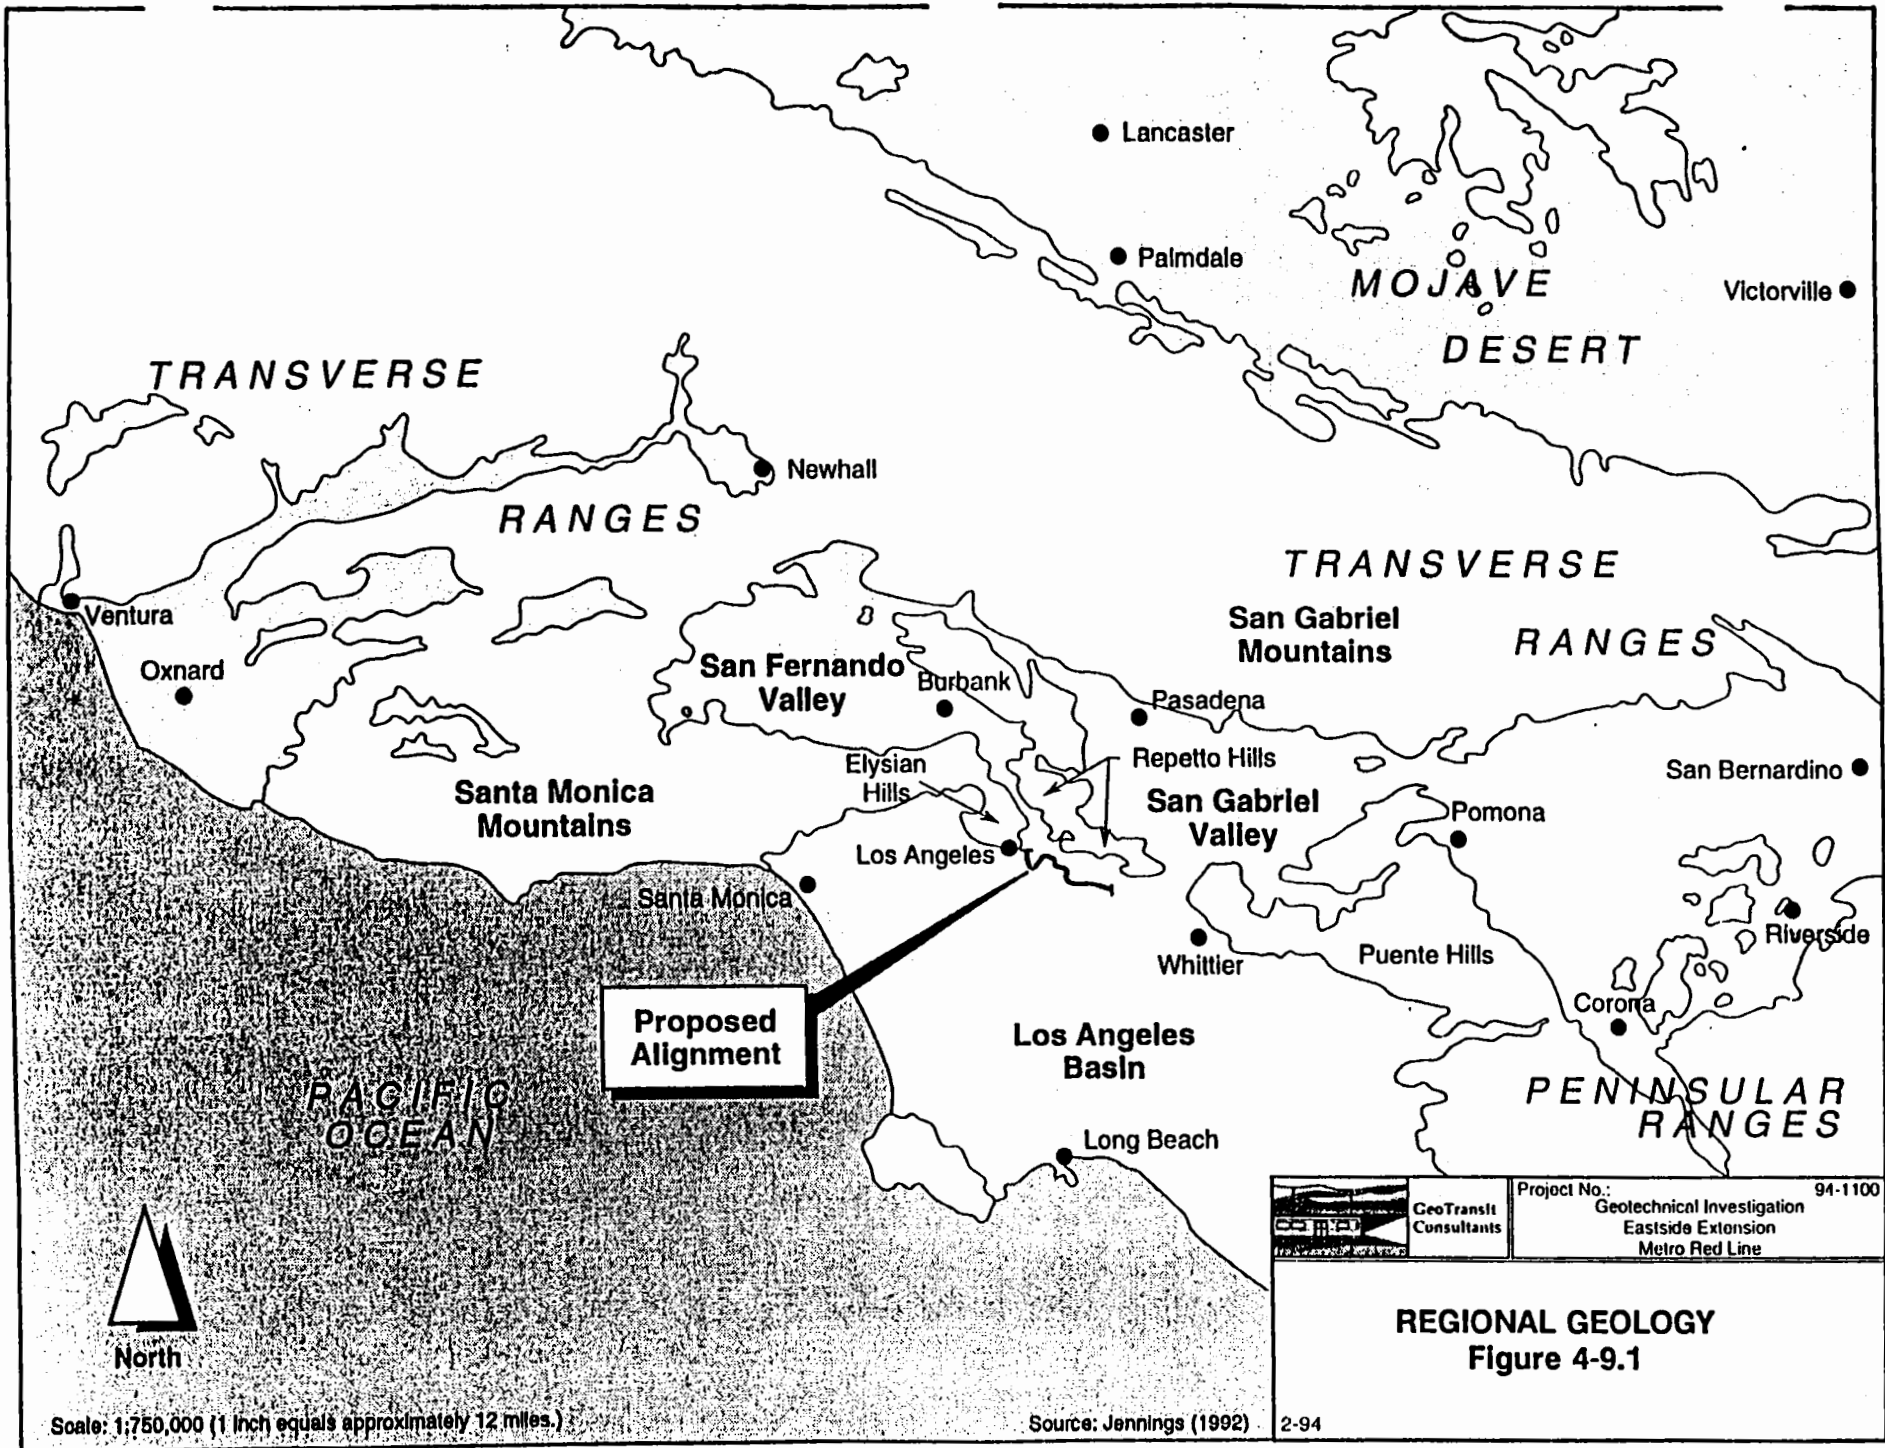 Lancaster
Palmdale
MOJAVE
DESERT
Victorville
TRANSVERSE
RANGES
Newhall
Ventura
Oxnard
TRANSVERSE
RANGES
San Gabriel
Mountains
San Fernando
Valley
Burbank
Pasadena
Repetto Hills
Elysian
Hills
San Gabriel
Valley
San Bernardino
Pomona
Santa Monica
Mountains
Los Angeles
Santa Monica
Riverside
Whittier
Puente Hills
Corona
Proposed
Alignment
Los Angeles
Basin
PACIFIC
OCEAN
PENINSULAR
RANGES
Long Beach
North
Scale: 1:750,000 (1 inch equals approximately 12 miles.)
Source: Jennings (1992)
GeoTransit
Consultants
Project No.: 94-1100
Geotechnical Investigation
Eastside Extension
Metro Red Line
REGIONAL GEOLOGY
Figure 4-9.1
2-94